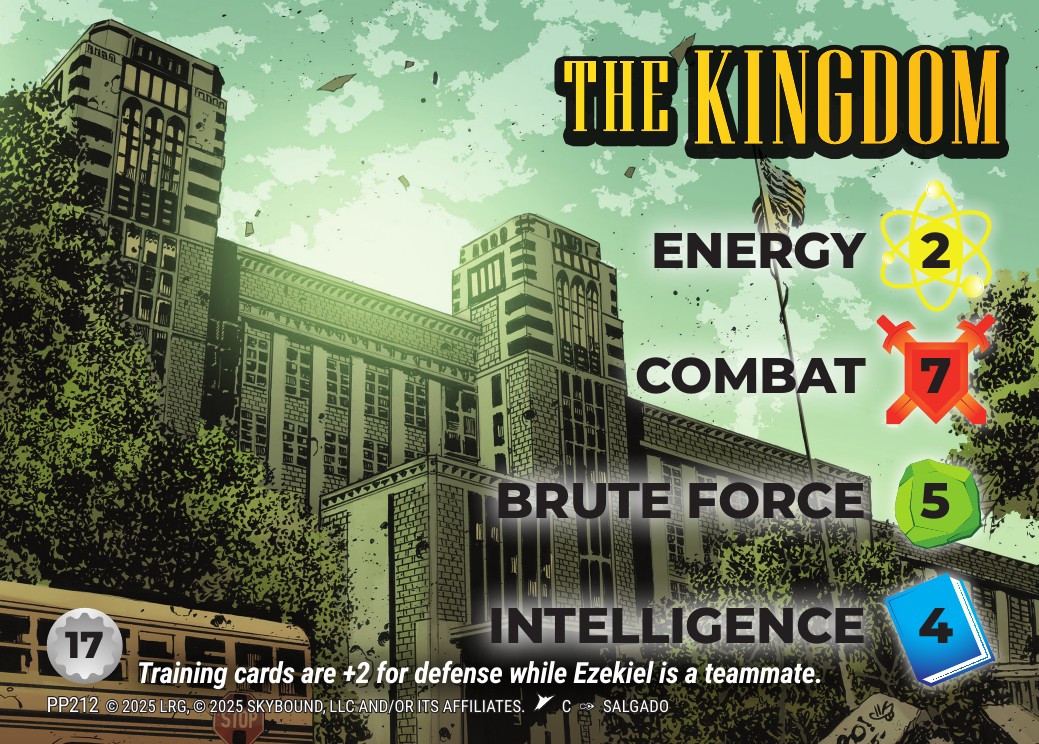 THE KINGDOM
ENERGY 2
COMBAT 7
BRUTE FORCE 5
INTELLIGENCE 4
17
Training cards are +2 for defense while Ezekiel is a teammate.
PP212 © 2025 LRG, © 2025 SKYBOUND, LLC AND/OR ITS AFFILIATES. C SALGADO
STOP